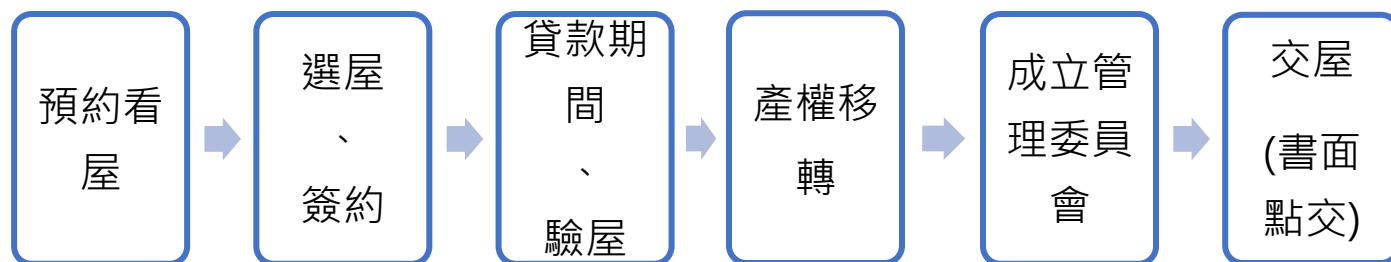 預約看
屋
選屋
、
簽約
貸款期
間
、
驗屋
產權移
轉
成立管
理委員
會
交屋
(書面
點交)